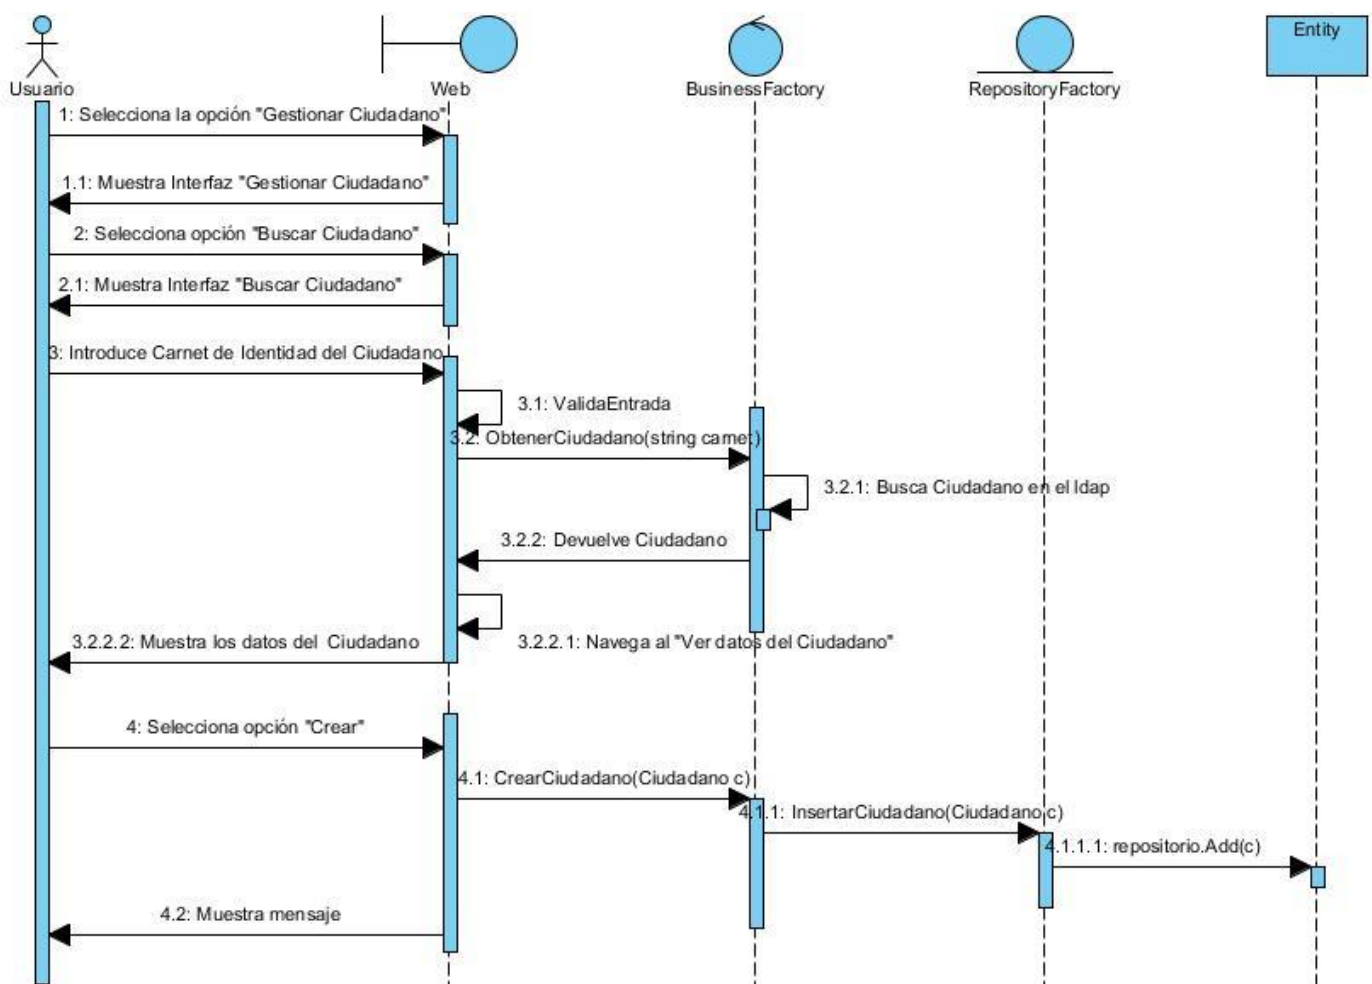 Entity
Usuario
Web
BusinessFactory
RepositoryFactory
1: Selecciona la opción "Gestionar Ciudadano"
1.1: Muestra Interfaz "Gestionar Ciudadano"
2: Selecciona opción "Buscar Ciudadano"
2.1: Muestra Interfaz "Buscar Ciudadano"
3: Introduce Carnet de Identidad del Ciudadano
3.1: ValidaEntrada
3.2: ObtenerCiudadano(string carnet)
3.2.1: Busca Ciudadano en el ldap
3.2.2: Devuelve Ciudadano
3.2.2.2: Muestra los datos del Ciudadano
3.2.2.1: Navega al "Ver datos del Ciudadano"
4: Selecciona opción "Crear"
4.1: CrearCiudadano(Ciudadano c)
4.1.1: InsertarCiudadano(Ciudadano c)
4.1.1.1: repositorio.Add(c)
4.2: Muestra mensaje